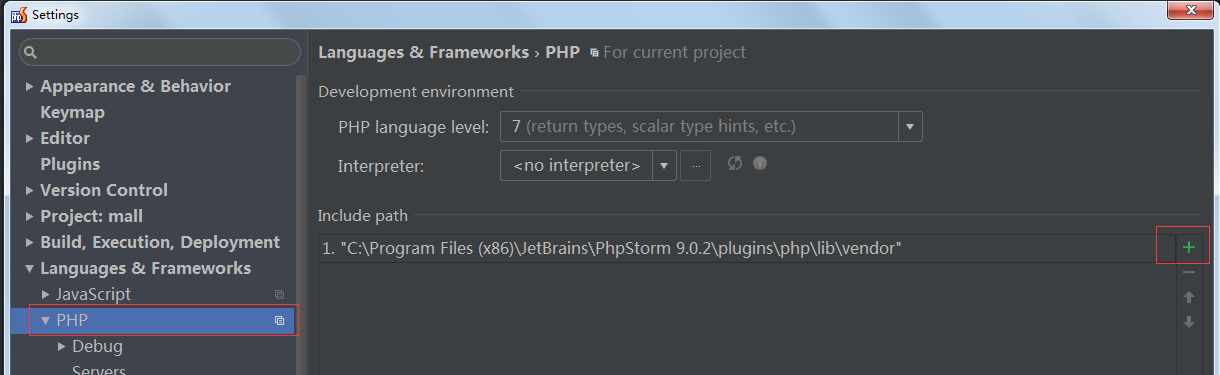 Settings
Languages & Frameworks › PHP For current project
Appearance & Behavior
Keymap
Editor
Plugins
Version Control
Project: mall
Build, Execution, Deployment
Languages & Frameworks
JavaScript
PHP
Debug
Servers
Development environment
PHP language level: 7 (return types, scalar type hints, etc.)
Interpreter: <no interpreter> ...
Include path
1. "C:\Program Files (x86)\JetBrains\PhpStorm 9.0.2\plugins\php\lib\vendor"